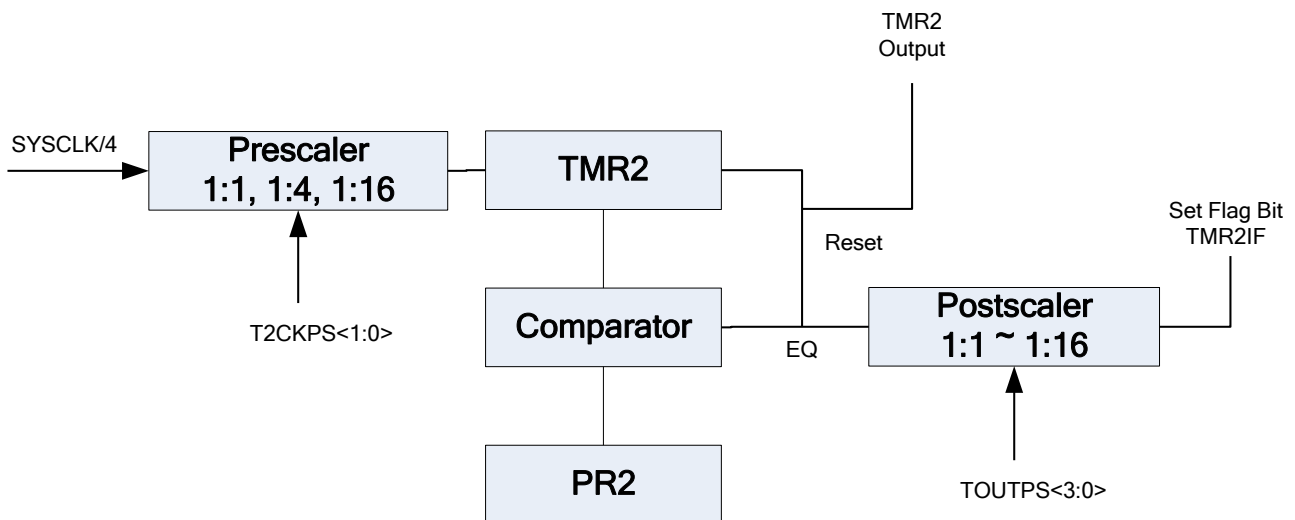 TMR2
Output
SYSCLK/4
Prescaler
1:1, 1:4, 1:16
TMR2
Set Flag Bit
TMR2IF
Reset
T2CKPS<1:0>
Comparator
EQ
Postscaler
1:1 ~ 1:16
PR2
TOUTPS<3:0>